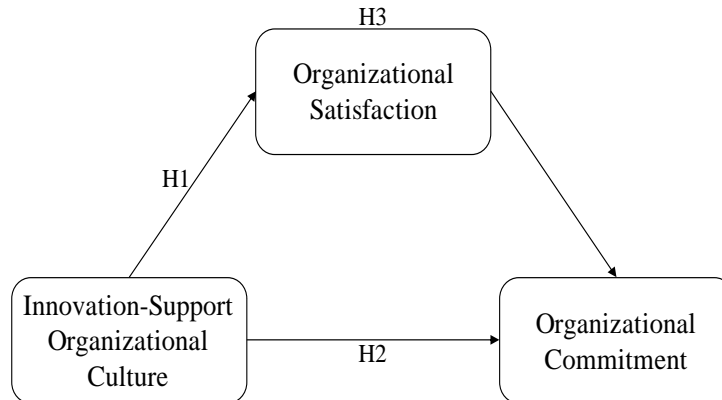 H3
Organizational
Satisfaction
H1
Innovation-Support
Organizational
Culture
H2
Organizational
Commitment